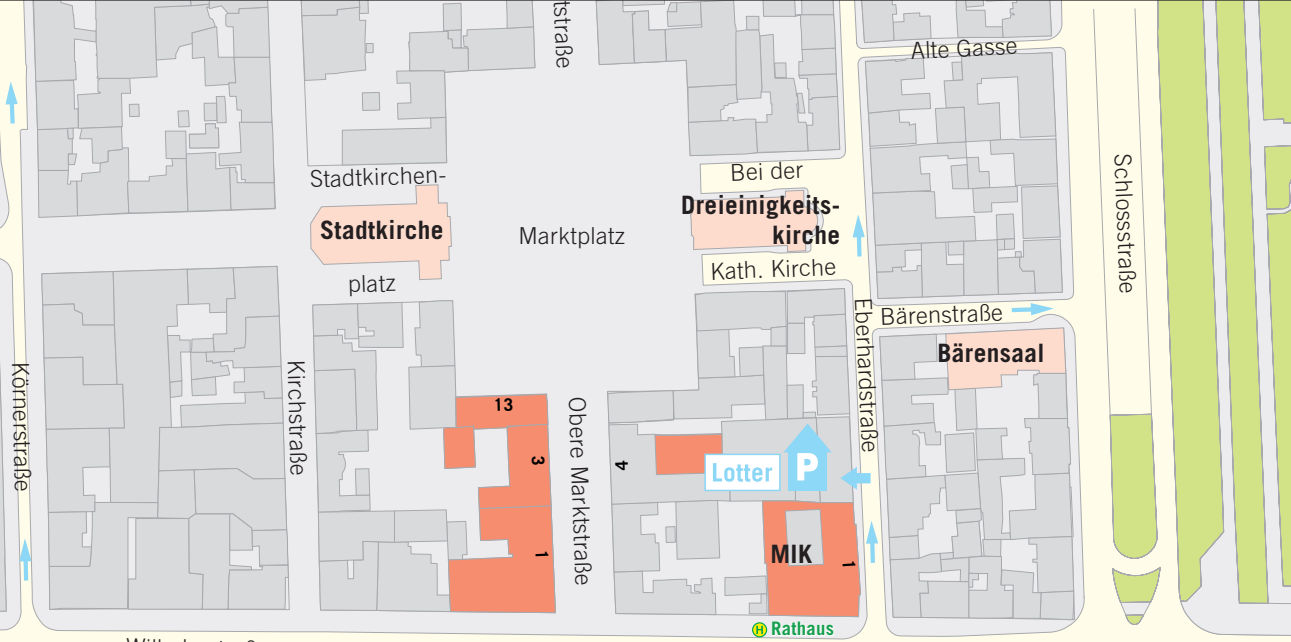 tstraße
Alte Gasse
Bei der
Schlossstraße
Stadtkirchen-
Dreieinigkeits-
kirche
Stadtkirche
Marktplatz
Kath. Kirche
platz
Bärenstraße
Eberhardstraße
Bärensaal
Körnerstraße
Kirchstraße
13
Obere Marktstraße
3
4
Lotter
P
1
MIK
1
H Rathaus